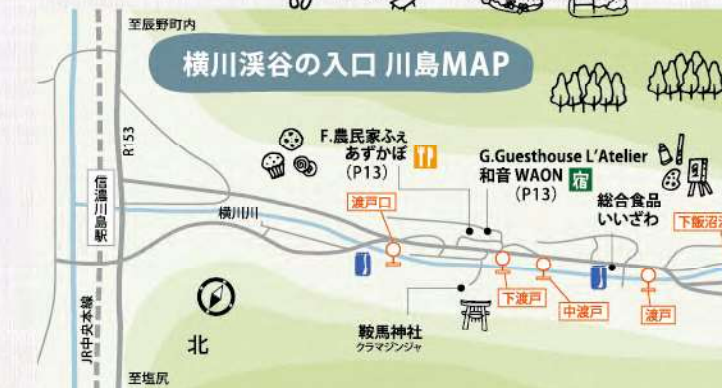 至辰野町内
横川渓谷の入口 川島MAP
R153
F.農民家ふぇ
あずかぼ
(P13)
G.Guesthouse L'Atelier
和音 WAON 宿
(P13)
総合食品
いいざわ
渡戸口
下飯沼
信濃川島駅
横川川
下渡戸
中渡戸
渡戸
鞍馬神社
クラマジンジャ
北
JR中央本線
至塩尻